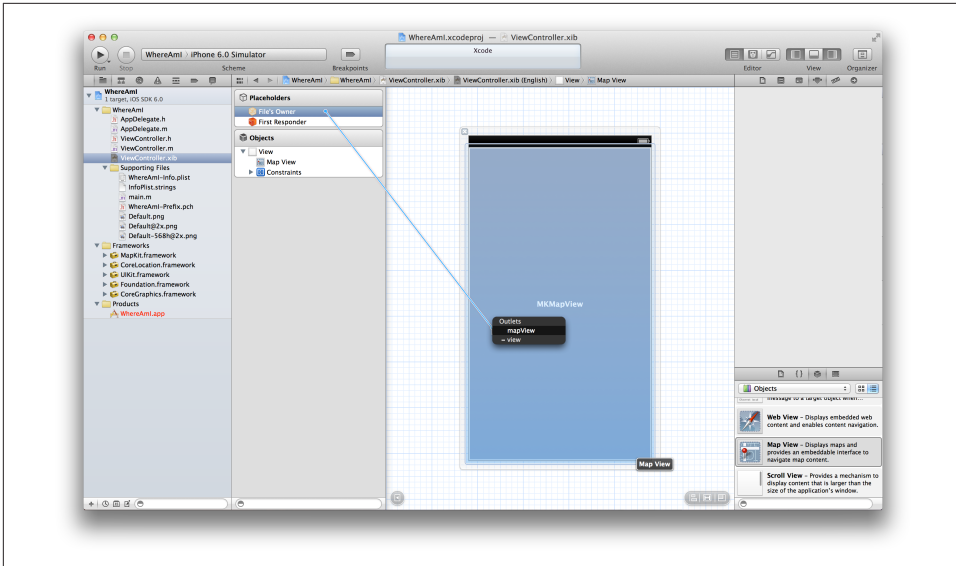 WhereAmI.xcodeproj — ViewController.xib
Run Stop
WhereAmI iPhone 6.0 Simulator
Scheme
Breakpoints
Xcode
Editor
View
Organizer
WhereAmI
WhereAmI
ViewController.xib
ViewController.xib (English)
View
Map View
WhereAmI
1 target, iOS SDK 6.0
WhereAmI
AppDelegate.h
AppDelegate.m
ViewController.h
ViewController.m
ViewController.xib
Supporting Files
WhereAmI-Info.plist
InfoPlist.strings
main.m
WhereAmI-Prefix.pch
Default.png
Default@2x.png
Default-568h@2x.png
Frameworks
MapKit.framework
CoreLocation.framework
UIKit.framework
Foundation.framework
CoreGraphics.framework
Products
WhereAmI.app
Placeholders
File's Owner
First Responder
Objects
View
Map View
Constraints
MKMapView
Outlets
mapView
– view
Map View
Objects
message to a target object when...
Web View – Displays embedded web
content and enables content navigation.
Map View – Displays maps and
provides an embeddable interface to
navigate map content.
Scroll View – Provides a mechanism to
display content that is larger than the
size of the application's window.